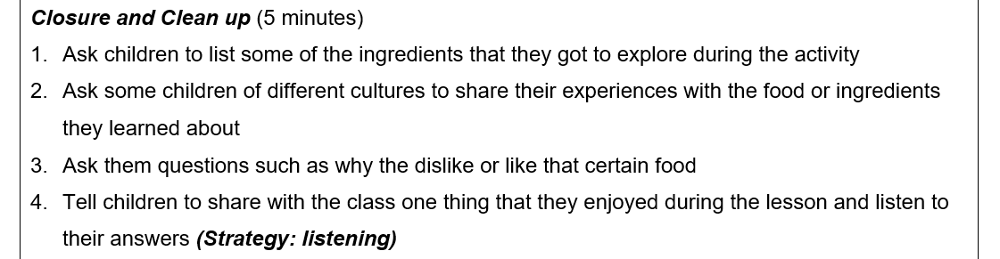 Closure and Clean up (5 minutes)
1. Ask children to list some of the ingredients that they got to explore during the activity
2. Ask some children of different cultures to share their experiences with the food or ingredients
they learned about
3. Ask them questions such as why the dislike or like that certain food
4. Tell children to share with the class one thing that they enjoyed during the lesson and listen to
their answers (Strategy: listening)